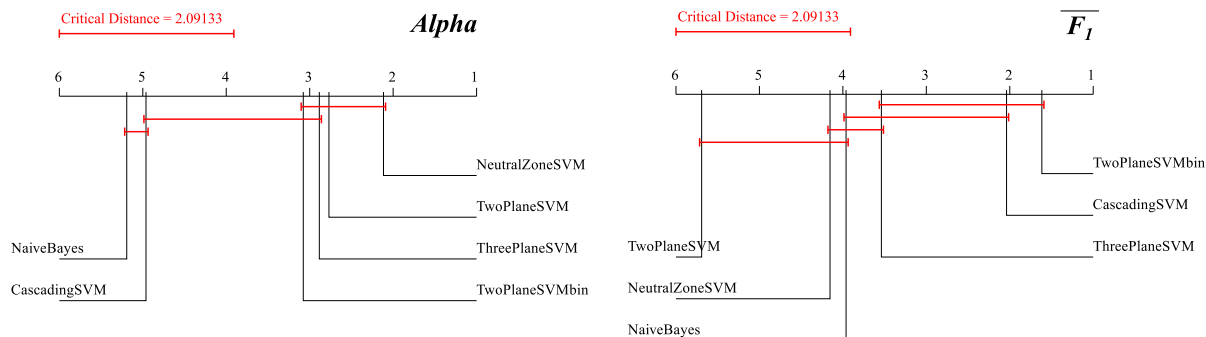 Critical Distance = 2.09133
Alpha
6 5 4 3 2 1
NeutralZoneSVM
TwoPlaneSVM
NaiveBayes
ThreePlaneSVM
CascadingSVM
TwoPlaneSVMbin
Critical Distance = 2.09133
F1
6 5 4 3 2 1
TwoPlaneSVMbin
CascadingSVM
TwoPlaneSVM
ThreePlaneSVM
NeutralZoneSVM
NaiveBayes